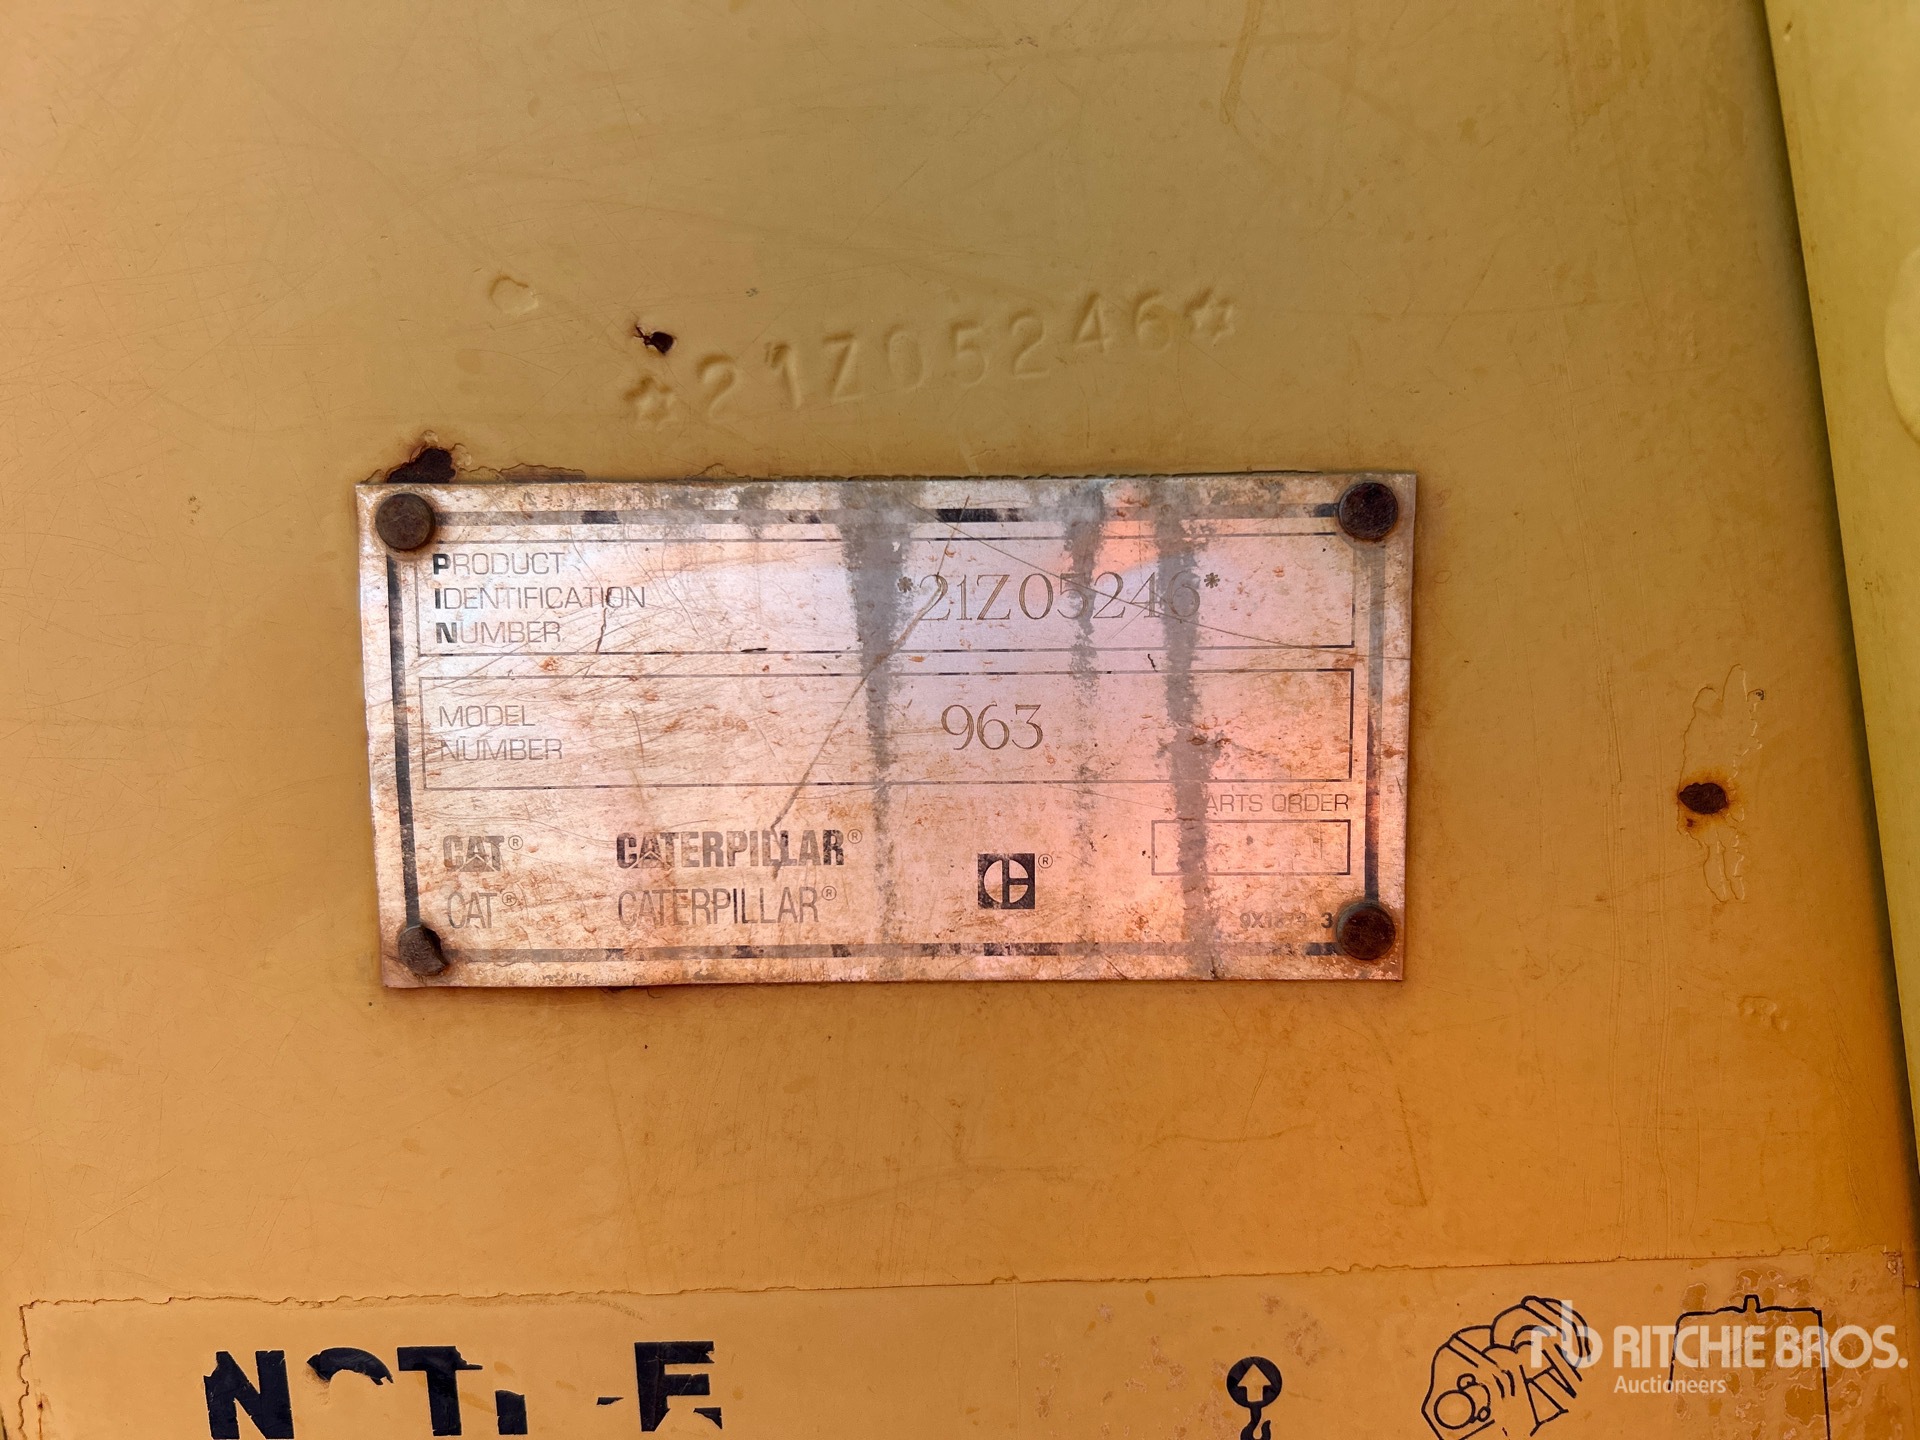 *21Z05246*
PRODUCT
IDENTIFICATION
NUMBER
*21Z05246*
MODEL
NUMBER
963
ARTS ORDER
CAT® CATERPILLAR® ®
CAT® CATERPILLAR®
RITCHIE BROS.
Auctioneers